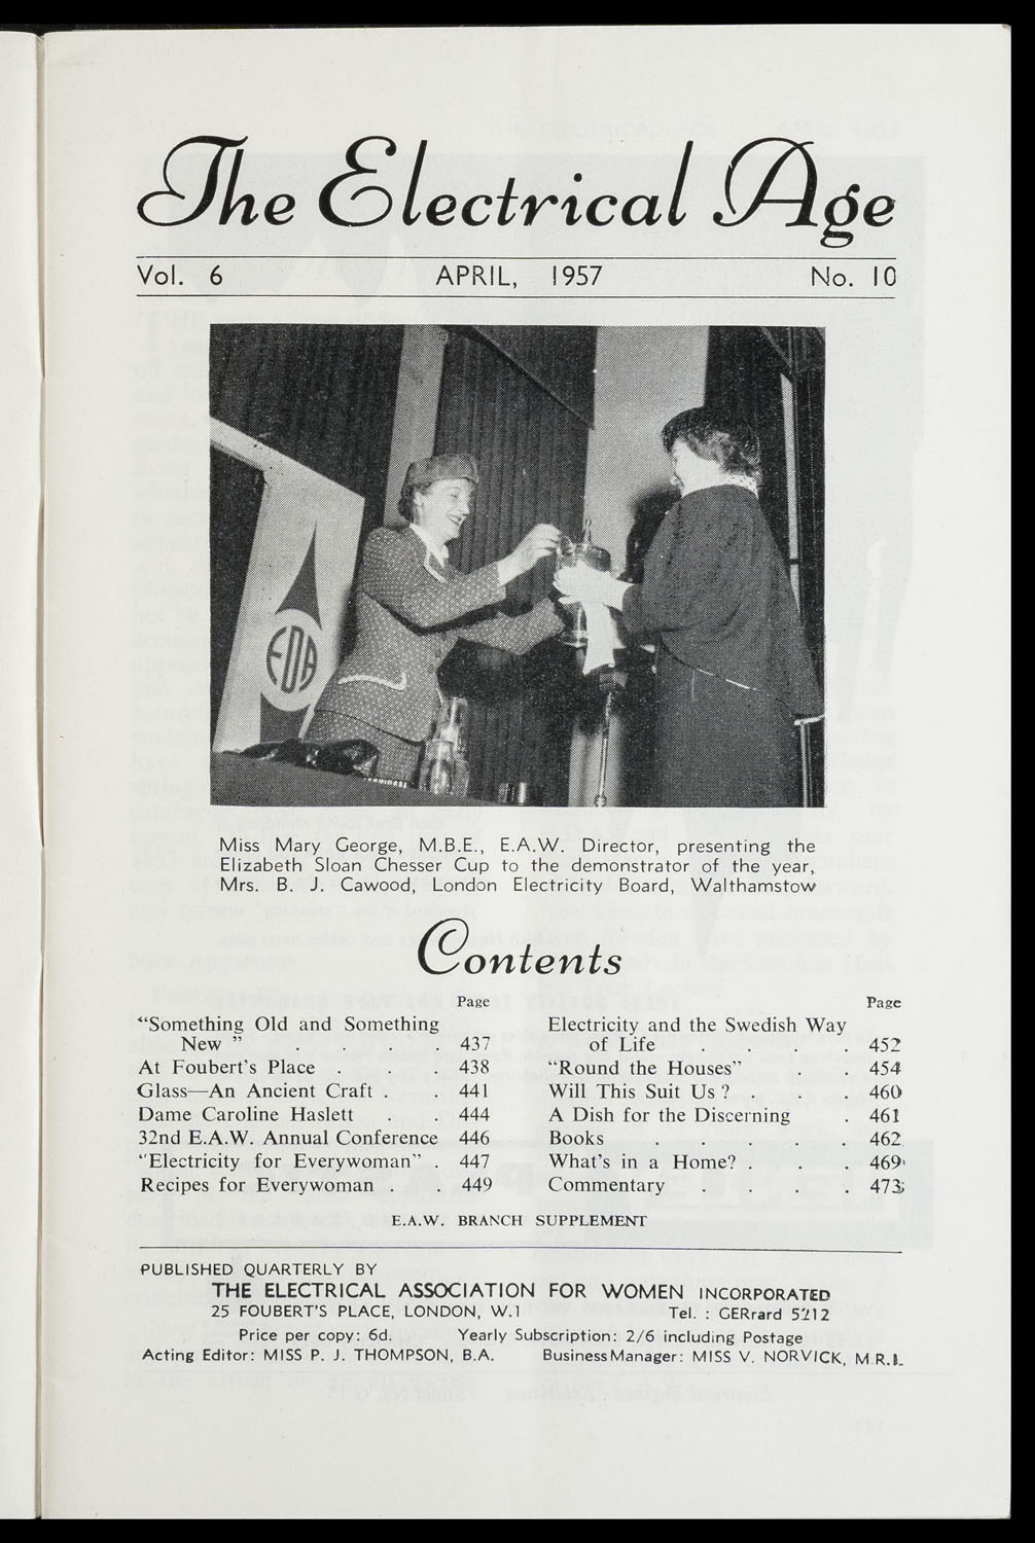 The Electrical Age
Vol. 6 APRIL, 1957 No. 10
EDA
Miss Mary George, M.B.E., E.A.W. Director, presenting the
Elizabeth Sloan Chesser Cup to the demonstrator of the year,
Mrs. B. J. Cawood, London Electricity Board, Walthamstow
Contents
Page
"Something Old and Something
New " . . . . 437
At Foubert's Place . . . 438
Glass—An Ancient Craft . . 441
Dame Caroline Haslett . . 444
32nd E.A.W. Annual Conference 446
"Electricity for Everywoman" . 447
Recipes for Everywoman . . 449
Page
Electricity and the Swedish Way
of Life . . . . 452
"Round the Houses" . . 454
Will This Suit Us ? . . . 460
A Dish for the Discerning . 461
Books . . . . . 462
What's in a Home? . . . 469
Commentary . . . . 473
E.A.W. BRANCH SUPPLEMENT
PUBLISHED QUARTERLY BY
THE ELECTRICAL ASSOCIATION FOR WOMEN INCORPORATED
25 FOUBERT'S PLACE, LONDON, W.1 Tel. : GERrard 5212
Price per copy: 6d. Yearly Subscription: 2/6 including Postage
Acting Editor: MISS P. J. THOMPSON, B.A. Business Manager: MISS V. NORVICK, M.R.I.